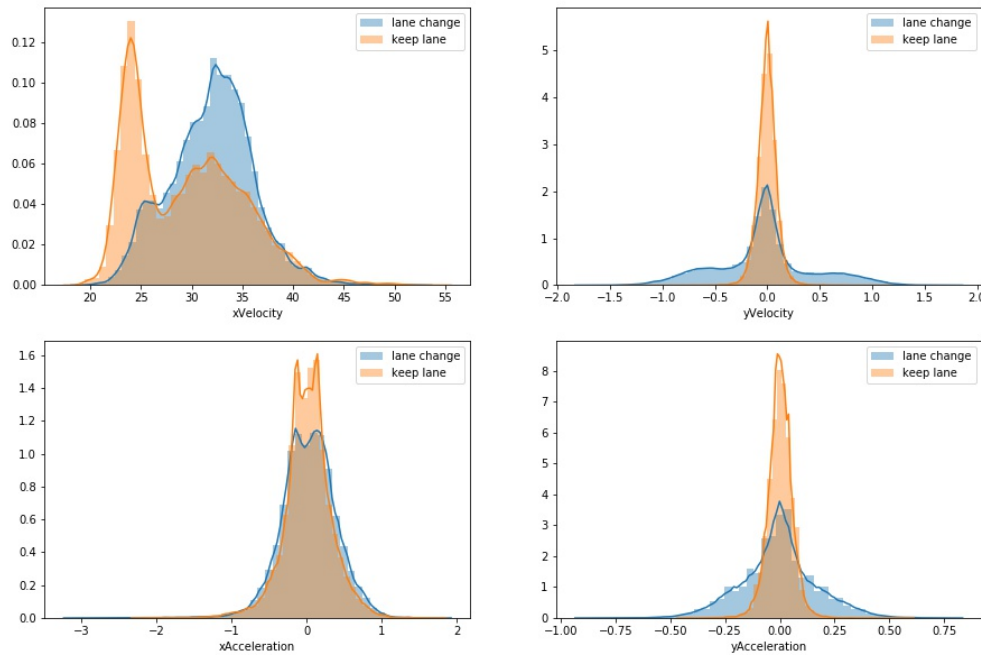 lane change
keep lane
0.12
0.10
0.08
0.06
0.04
0.02
0.00
20 25 30 35 40 45 50 55
xVelocity
lane change
keep lane
5
4
3
2
1
0
−2.0 −1.5 −1.0 −0.5 0.0 0.5 1.0 1.5 2.0
yVelocity
lane change
keep lane
1.6
1.4
1.2
1.0
0.8
0.6
0.4
0.2
0.0
−3 −2 −1 0 1 2
xAcceleration
lane change
keep lane
8
7
6
5
4
3
2
1
0
−1.00 −0.75 −0.50 −0.25 0.00 0.25 0.50 0.75
yAcceleration